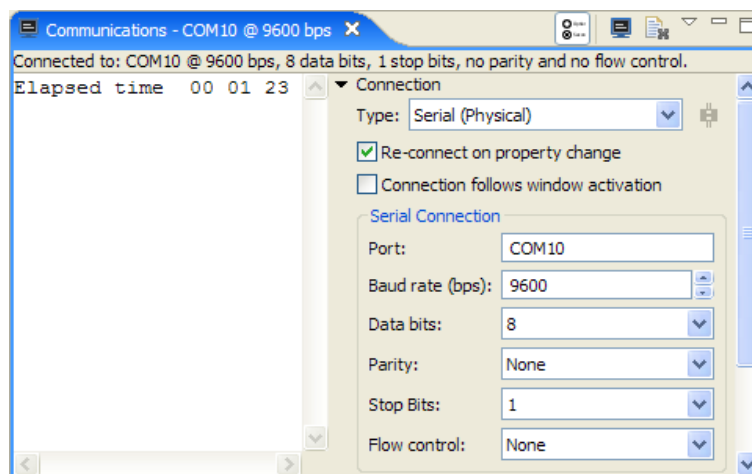 Communications - COM10 @ 9600 bps
Connected to: COM10 @ 9600 bps, 8 data bits, 1 stop bits, no parity and no flow control.
Elapsed time 00 01 23
Connection
Type: Serial (Physical)
Re-connect on property change
Connection follows window activation
Serial Connection
Port: COM10
Baud rate (bps): 9600
Data bits: 8
Parity: None
Stop Bits: 1
Flow control: None